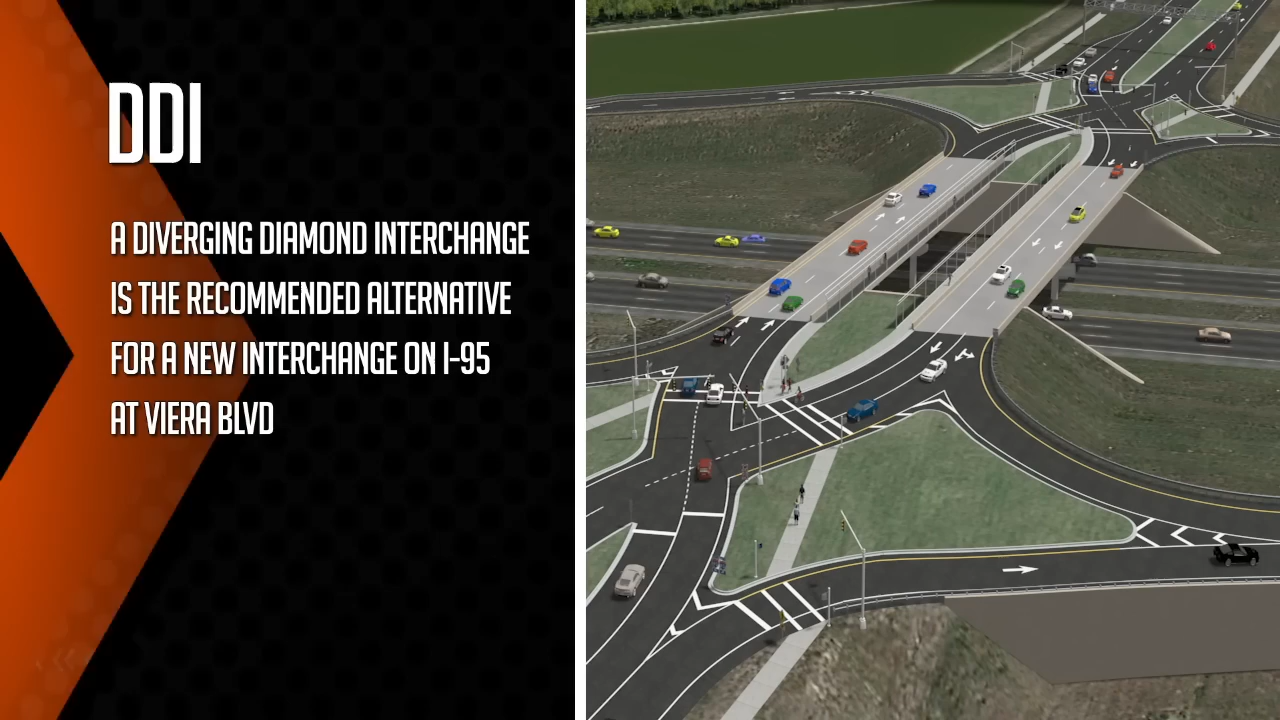 DDI
A DIVERGING DIAMOND INTERCHANGE
IS THE RECOMMENDED ALTERNATIVE
FOR A NEW INTERCHANGE ON I-95
AT VIERA BLVD